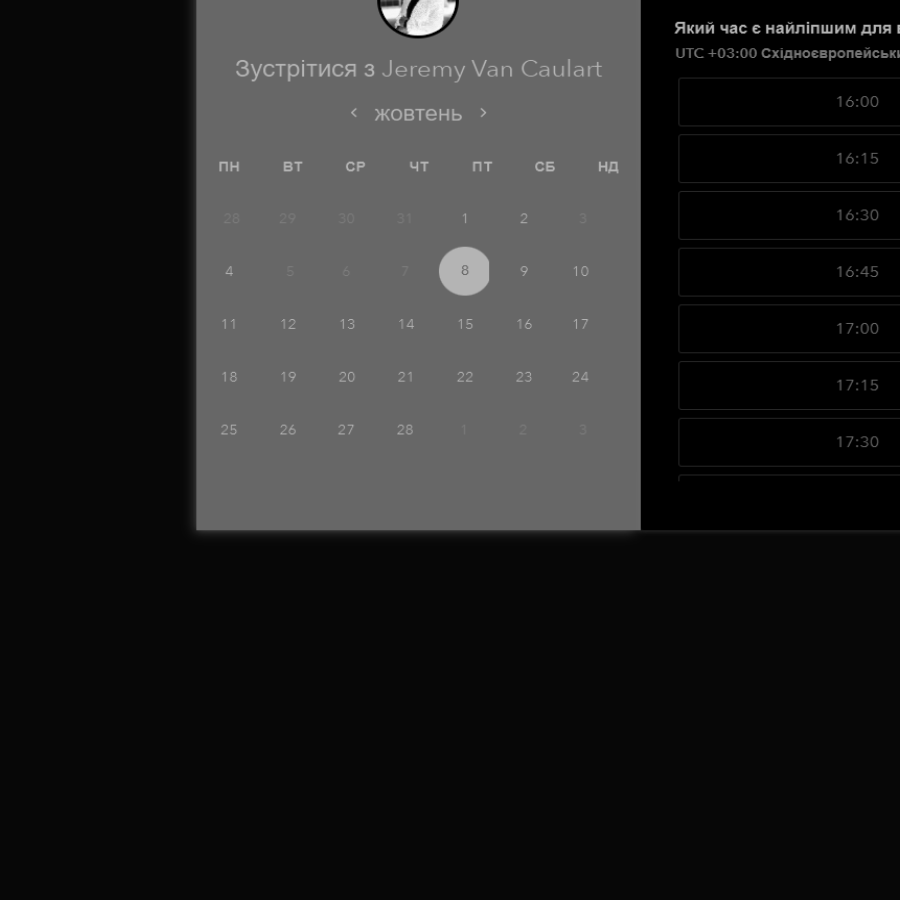 Зустрітися з Jeremy Van Caulart
жовтень
ПН ВТ СР ЧТ ПТ СБ НД
28 29 30 31 1 2 3
4 5 6 7 8 9 10
11 12 13 14 15 16 17
18 19 20 21 22 23 24
25 26 27 28 1 2 3
Який час є найліпшим для
UTC +03:00
16:00
16:15
16:30
16:45
17:00
17:15
17:30